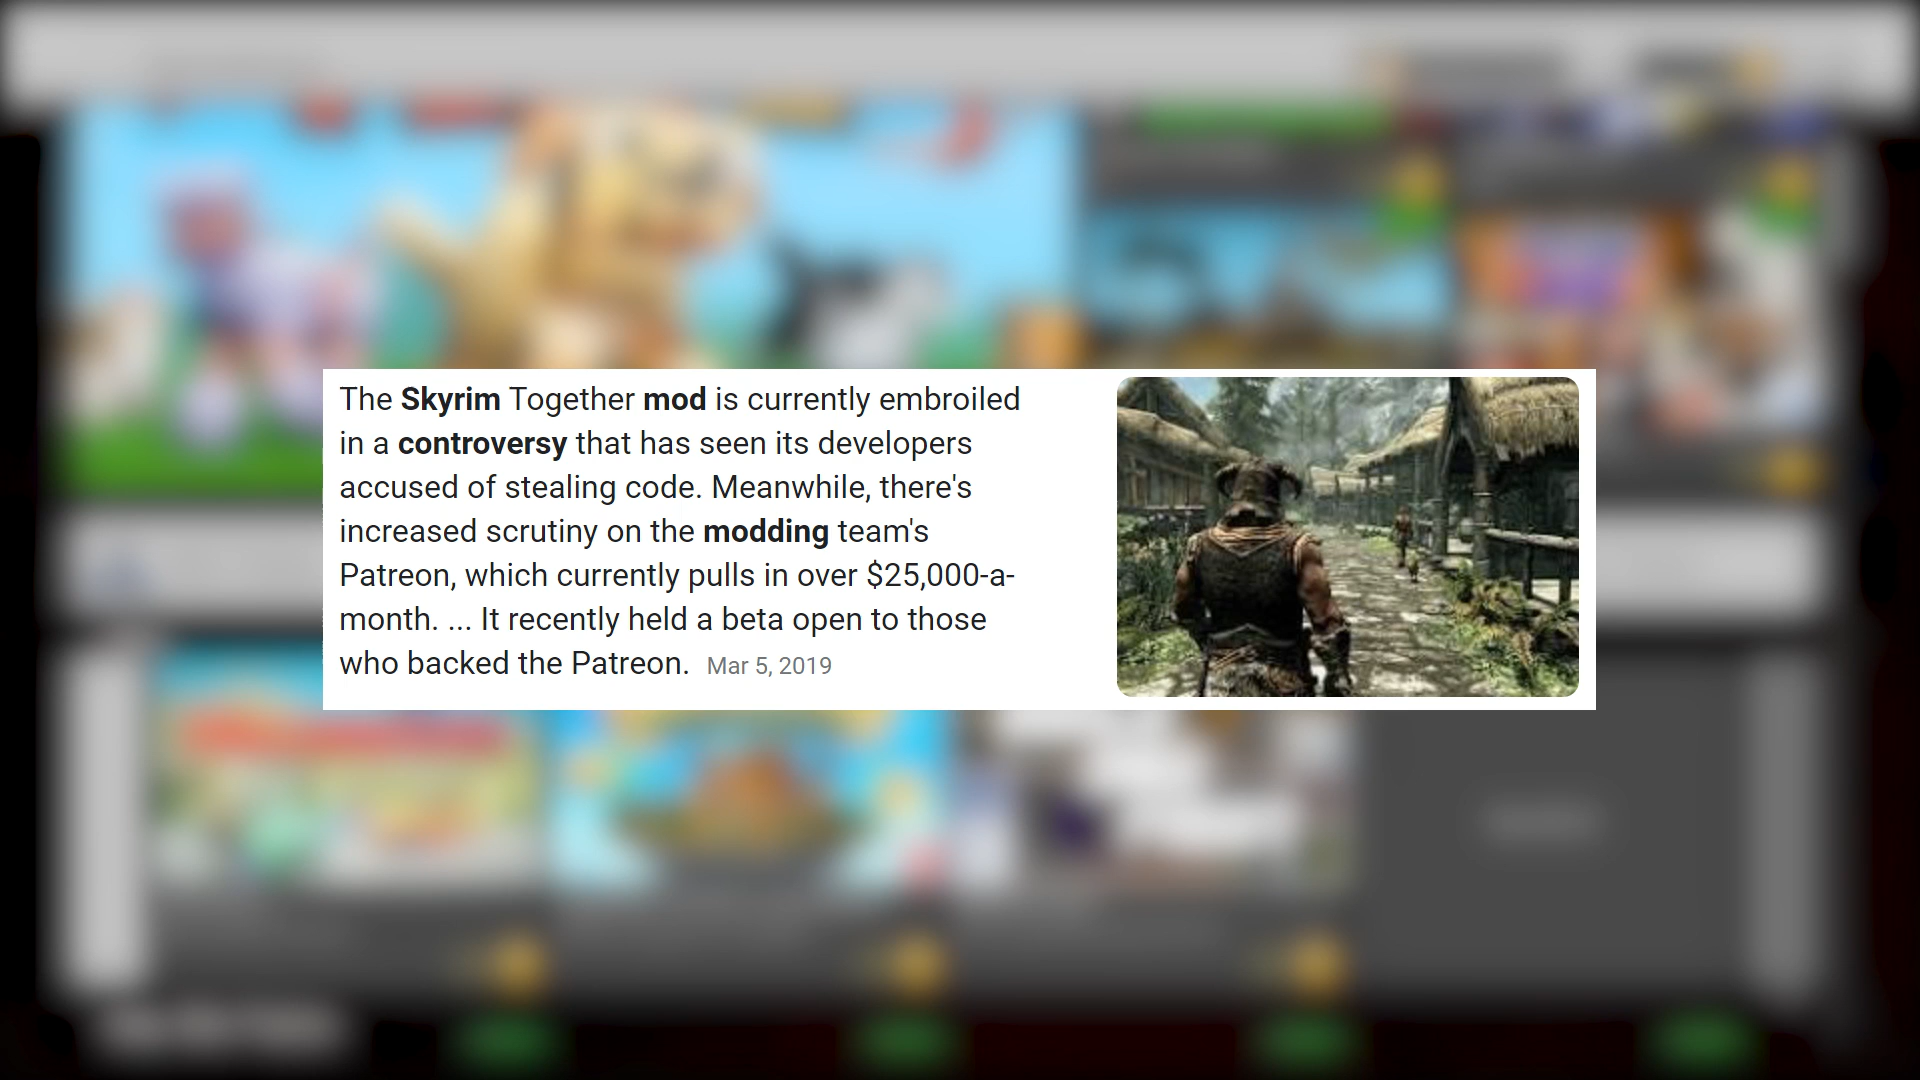 The Skyrim Together mod is currently embroiled
in a controversy that has seen its developers
accused of stealing code. Meanwhile, there's
increased scrutiny on the modding team's
Patreon, which currently pulls in over $25,000-a-
month. ... It recently held a beta open to those
who backed the Patreon. Mar 5, 2019